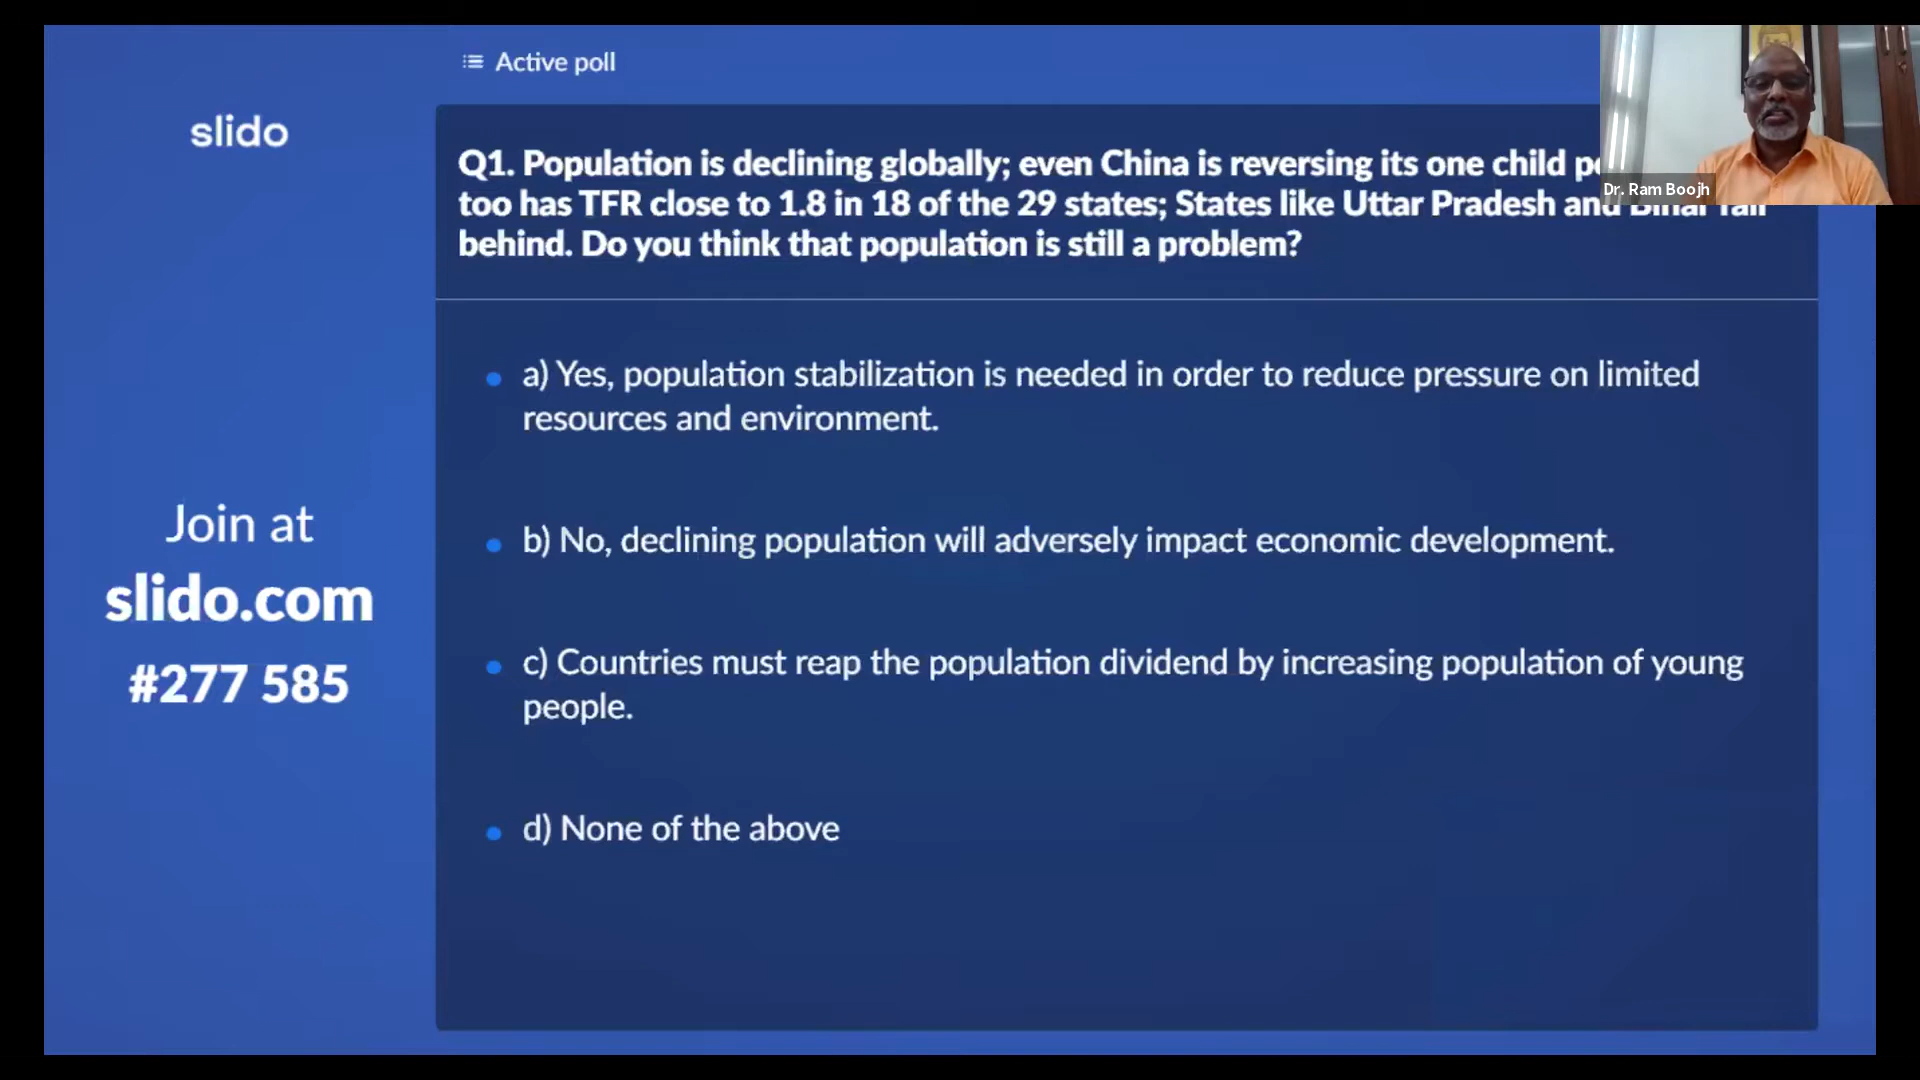 Active poll
slido
Q1. Population is declining globally; even China is reversing its one child
too has TFR close to 1.8 in 18 of the 29 states; States like Uttar Pradesh and
behind. Do you think that population is still a problem?
Dr. Ram Boojh
a) Yes, population stabilization is needed in order to reduce pressure on limited
resources and environment.
b) No, declining population will adversely impact economic development.
c) Countries must reap the population dividend by increasing population of young
people.
d) None of the above
Join at
slido.com
#277 585